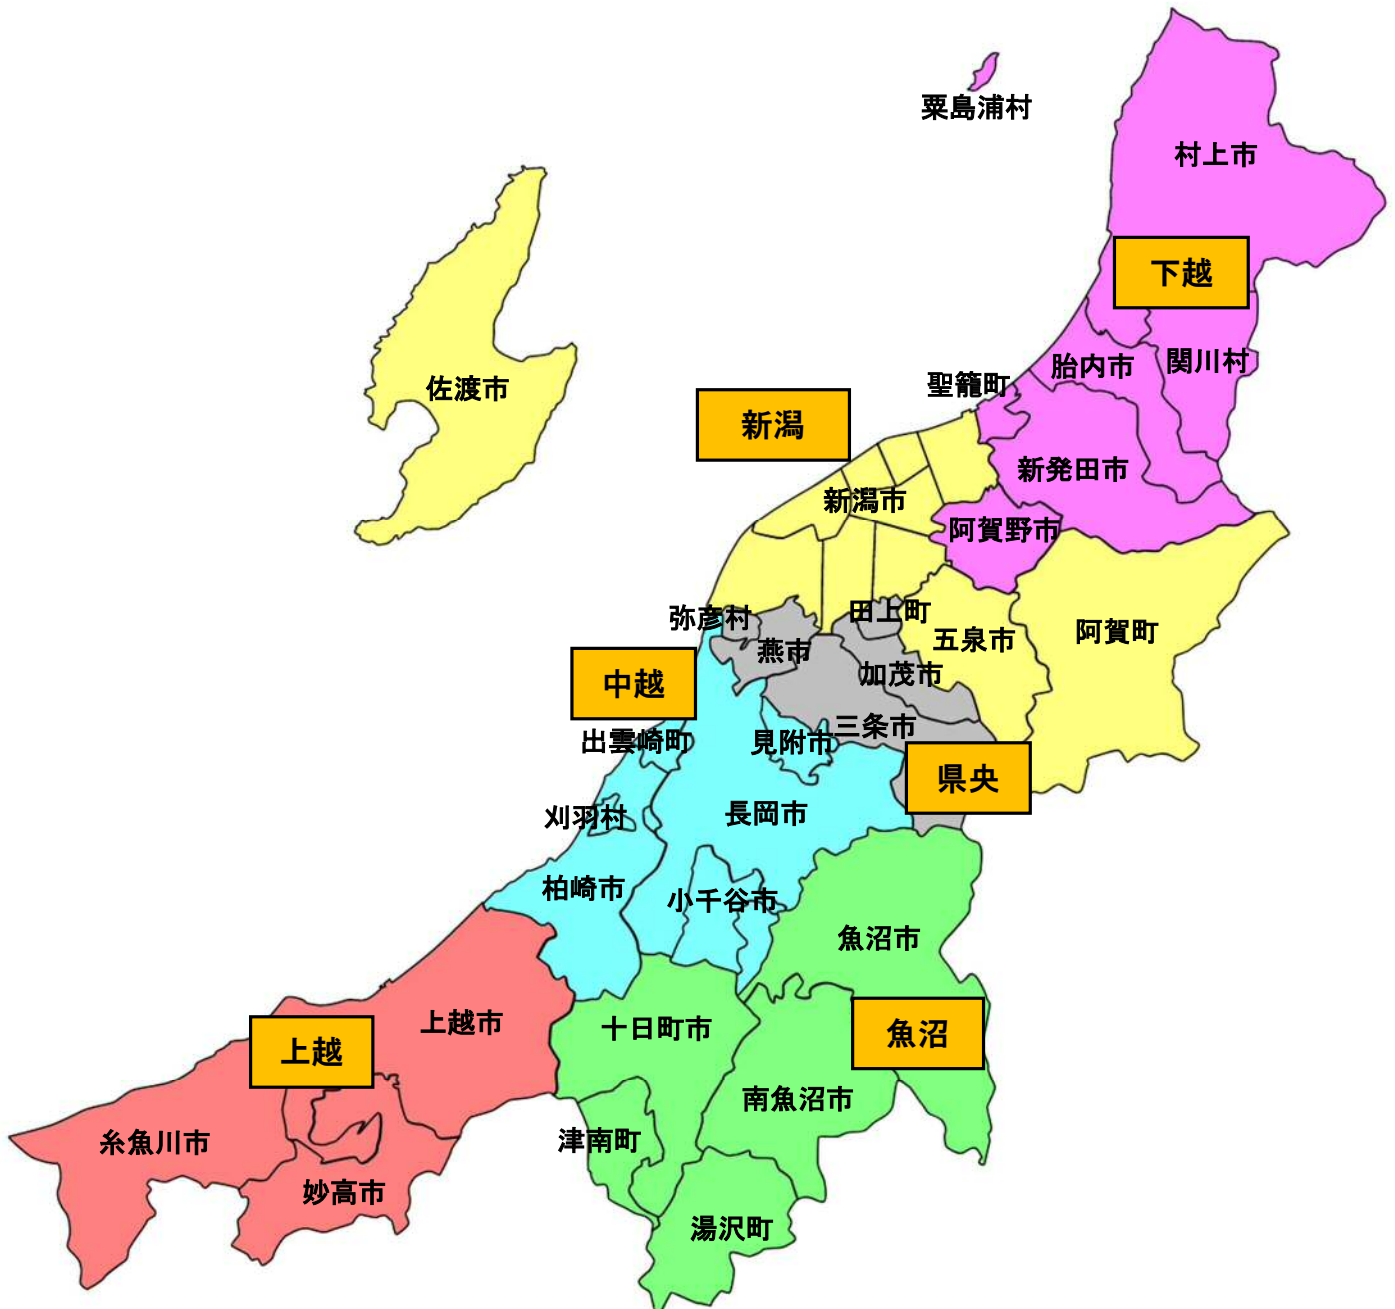 粟島浦村
村上市
下越
関川村
胎内市
聖籠町
佐渡市
新潟
新発田市
新潟市
阿賀野市
田上町
弥彦村
阿賀町
五泉市
燕市
加茂市
中越
三条市
出雲崎町
見附市
県央
長岡市
刈羽村
柏崎市
小千谷市
魚沼市
上越市
十日町市
魚沼
上越
南魚沼市
津南町
糸魚川市
妙高市
湯沢町